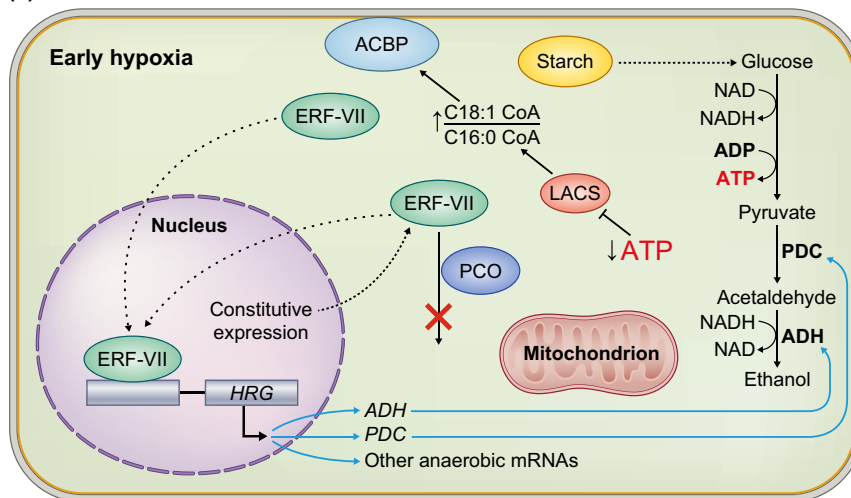 Early hypoxia
ACBP
Starch
Glucose
NAD
NADH
ERF-VII
↑C18:1 CoA
C16:0 CoA
ADP
ATP
LACS
ERF-VII
Nucleus
Pyruvate
↓ATP
PDC
PCO
Constitutive
expression
Acetaldehyde
NADH
NAD
ADH
Mitochondrion
ERF-VII
Ethanol
HRG
ADH
PDC
Other anaerobic mRNAs